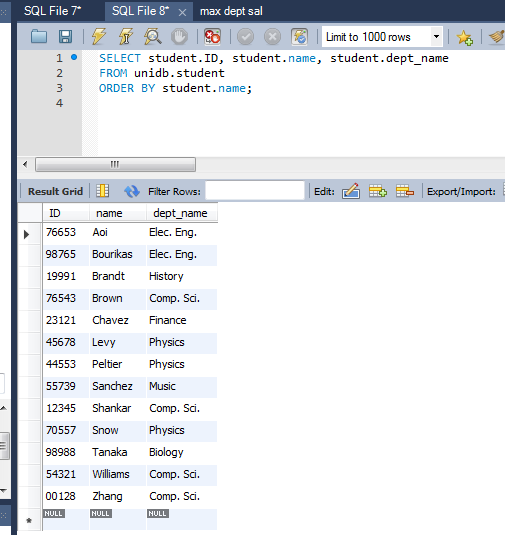 SQL File 7* SQL File 8* × max dept sal
Limit to 1000 rows
1 SELECT student.ID, student.name, student.dept_name
2 FROM unidb.student
3 ORDER BY student.name;
4
Result Grid Filter Rows: Edit: Export/Import:
ID name dept_name
76653 Aoi Elec. Eng.
98765 Bourikas Elec. Eng.
19991 Brandt History
76543 Brown Comp. Sci.
23121 Chavez Finance
45678 Levy Physics
44553 Peltier Physics
55739 Sanchez Music
12345 Shankar Comp. Sci.
70557 Snow Physics
98988 Tanaka Biology
54321 Williams Comp. Sci.
00128 Zhang Comp. Sci.
* NULL NULL NULL